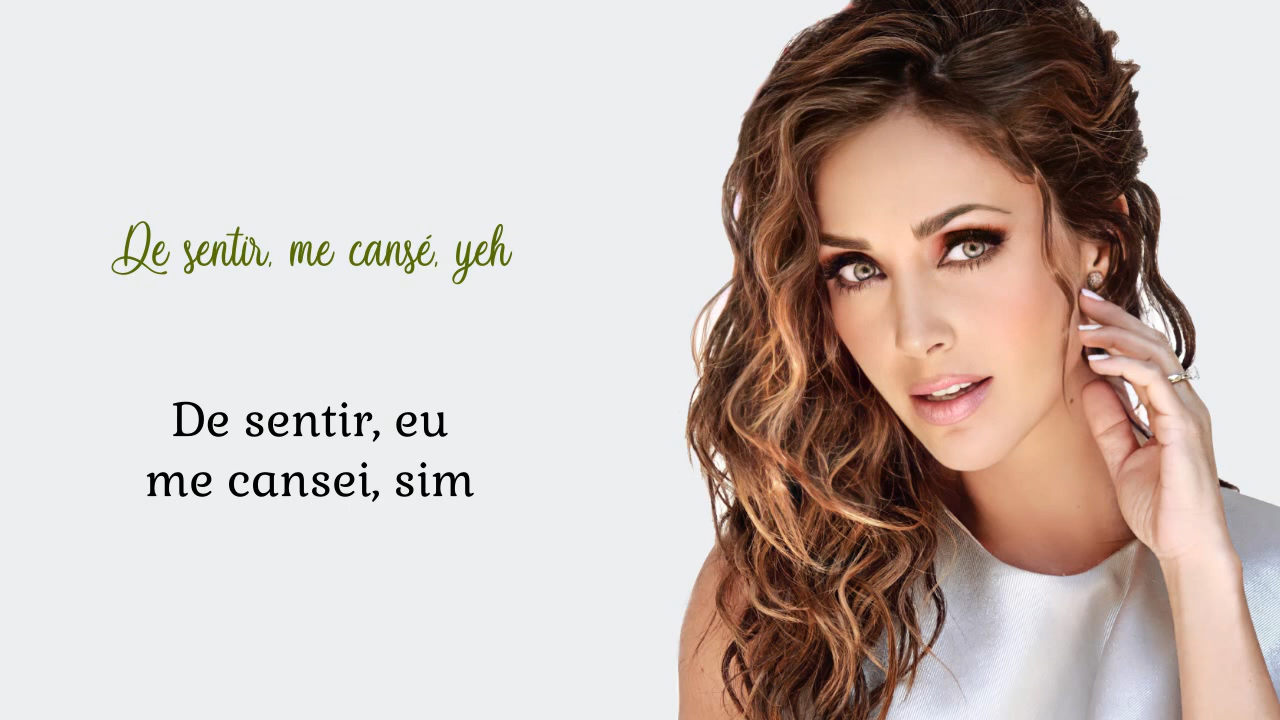 De sentir, me cansé, yeh
De sentir, eu
me cansei, sim